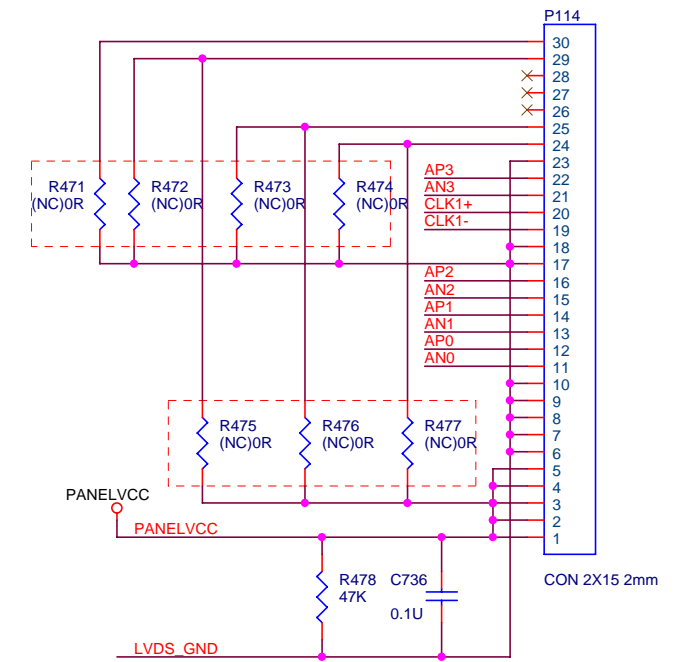 P114
30
29
28
27
26
25
24
23
AP3 22
AN3 21
CLK1+ 20
CLK1- 19
18
17
AP2 16
AN2 15
AP1 14
AN1 13
AP0 12
AN0 11
10
9
8
7
6
5
4
3
2
1
R471 (NC)0R
R472 (NC)0R
R473 (NC)0R
R474 (NC)0R
R475 (NC)0R
R476 (NC)0R
R477 (NC)0R
PANELVCC
PANELVCC
R478 47K
C736 0.1U
CON 2X15 2mm
LVDS_GND